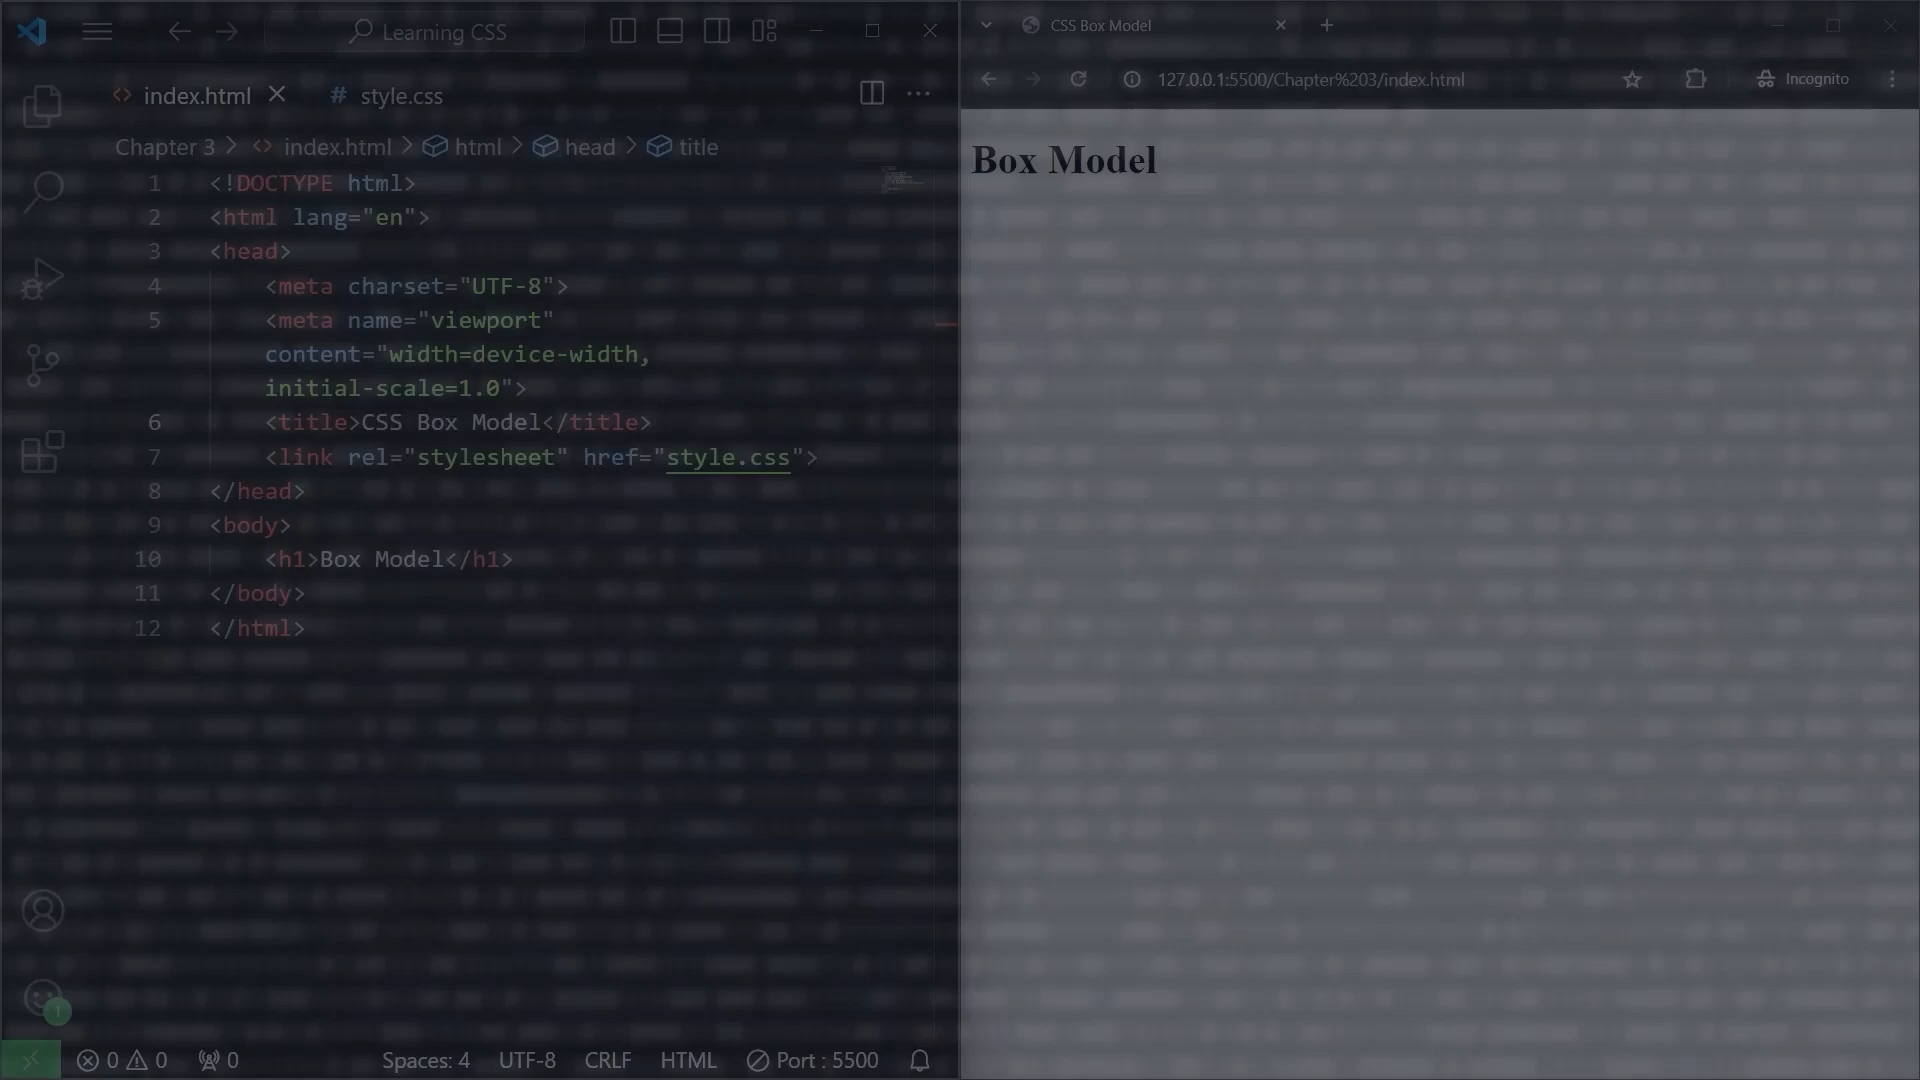 Learning CSS
index.html
# style.css
Chapter 3 > <> index.html > html > head > title
1 <!DOCTYPE html>
2 <html lang="en">
3 <head>
4 <meta charset="UTF-8">
5 <meta name="viewport"
content="width=device-width,
initial-scale=1.0">
6 <title>CSS Box Model</title>
7 <link rel="stylesheet" href="style.css">
8 </head>
9 <body>
10 <h1>Box Model</h1>
11 </body>
12 </html>
1
0 0 0 Spaces: 4 UTF-8 CRLF HTML Port : 5500
CSS Box Model
127.0.0.1:5500/Chapter%203/index.html
Incognito
Box Model